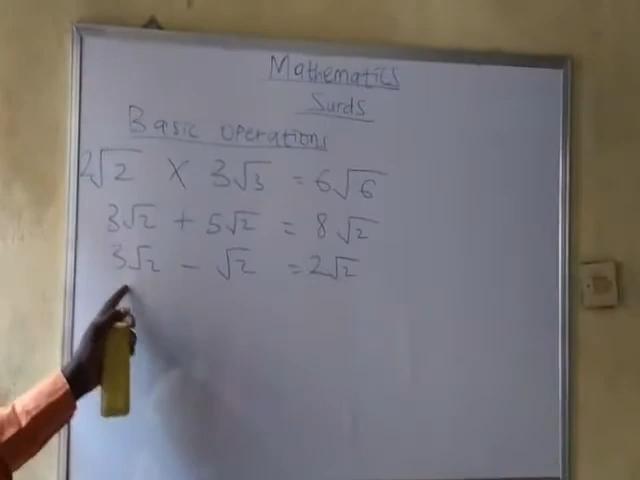 Mathematics
Surds
Basic operations
2√2 × 3√3 = 6√6
3√2 + 5√2 = 8√2
3√2 − √2 = 2√2